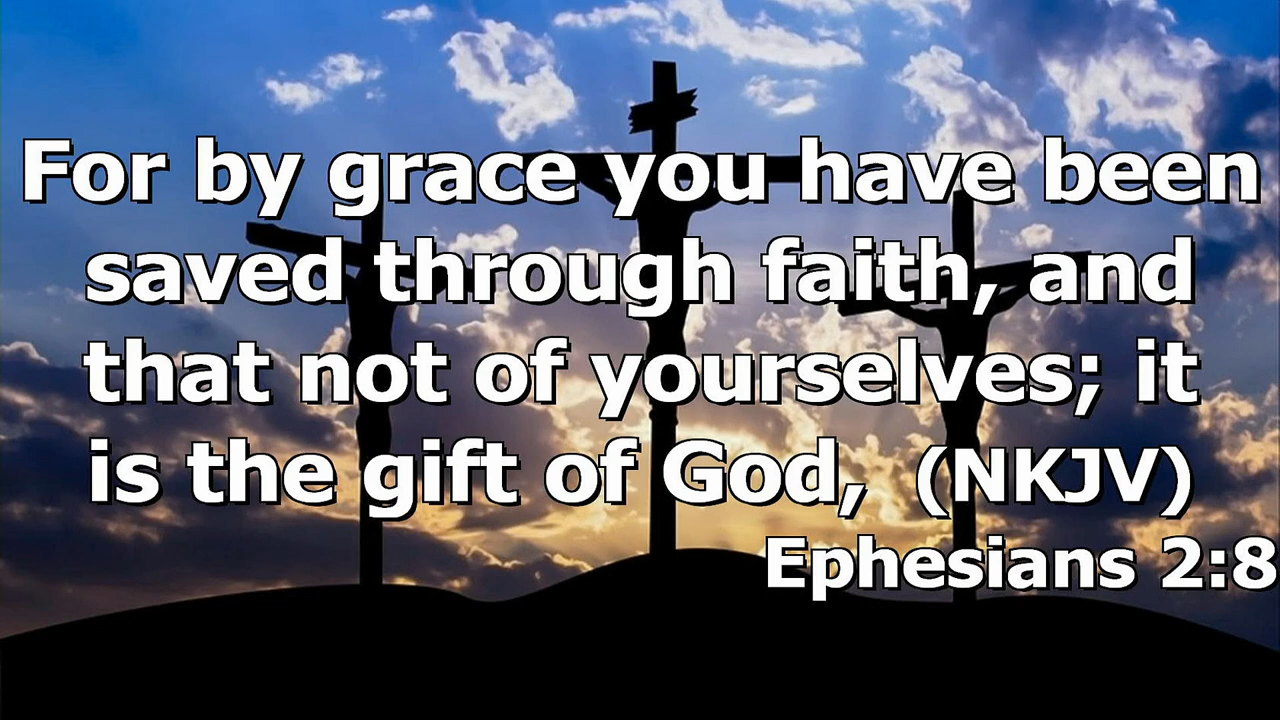 For by grace you have been
saved through faith, and
that not of yourselves; it
is the gift of God, (NKJV)
Ephesians 2:8